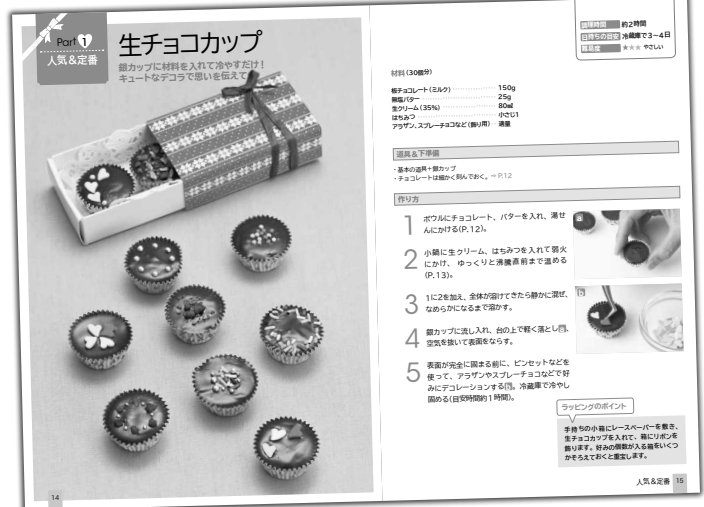 Part 1
人気&定番
生チョコカップ
銀カップに材料を入れて冷やすだけ!
キュートなデコラで思いを伝えて
14
調理時間 約2時間
日持ちの目安 冷蔵庫で3〜4日
難易度 ★★★ やさしい
材料(30個分)
板チョコレート(ミルク) 150g
無塩バター 25g
生クリーム(35%) 80㎖
はちみつ 小さじ1
アラザン、スプレーチョコなど(飾り用) 適量
道具&下準備
・基本の道具+銀カップ
・チョコレートは細かく刻んでおく。⇒P.12
作り方
1 ボウルにチョコレート、バターを入れ、湯せ
んにかける(P.12)。
2 小鍋に生クリーム、はちみつを入れて弱火
にかけ、ゆっくりと沸騰直前まで温める
(P.13)。
3 1に2を加え、全体が溶けてきたら静かに混ぜ、
なめらかになるまで溶かす。
4 銀カップに流し入れ、台の上で軽く落としa、
空気を抜いて表面をならす。
5 表面が完全に固まる前に、ピンセットなどを
使って、アラザンやスプレーチョコなどで好
みにデコレーションするb。冷蔵庫で冷やし
固める(目安時間約1時間)。
a
b
ラッピングのポイント
手持ちの小箱にレースペーパーを敷き、
生チョコカップを入れて、箱にリボンを
飾ります。好みの個数が入る箱をいくつ
かそろえておくと重宝します。
人気&定番 15